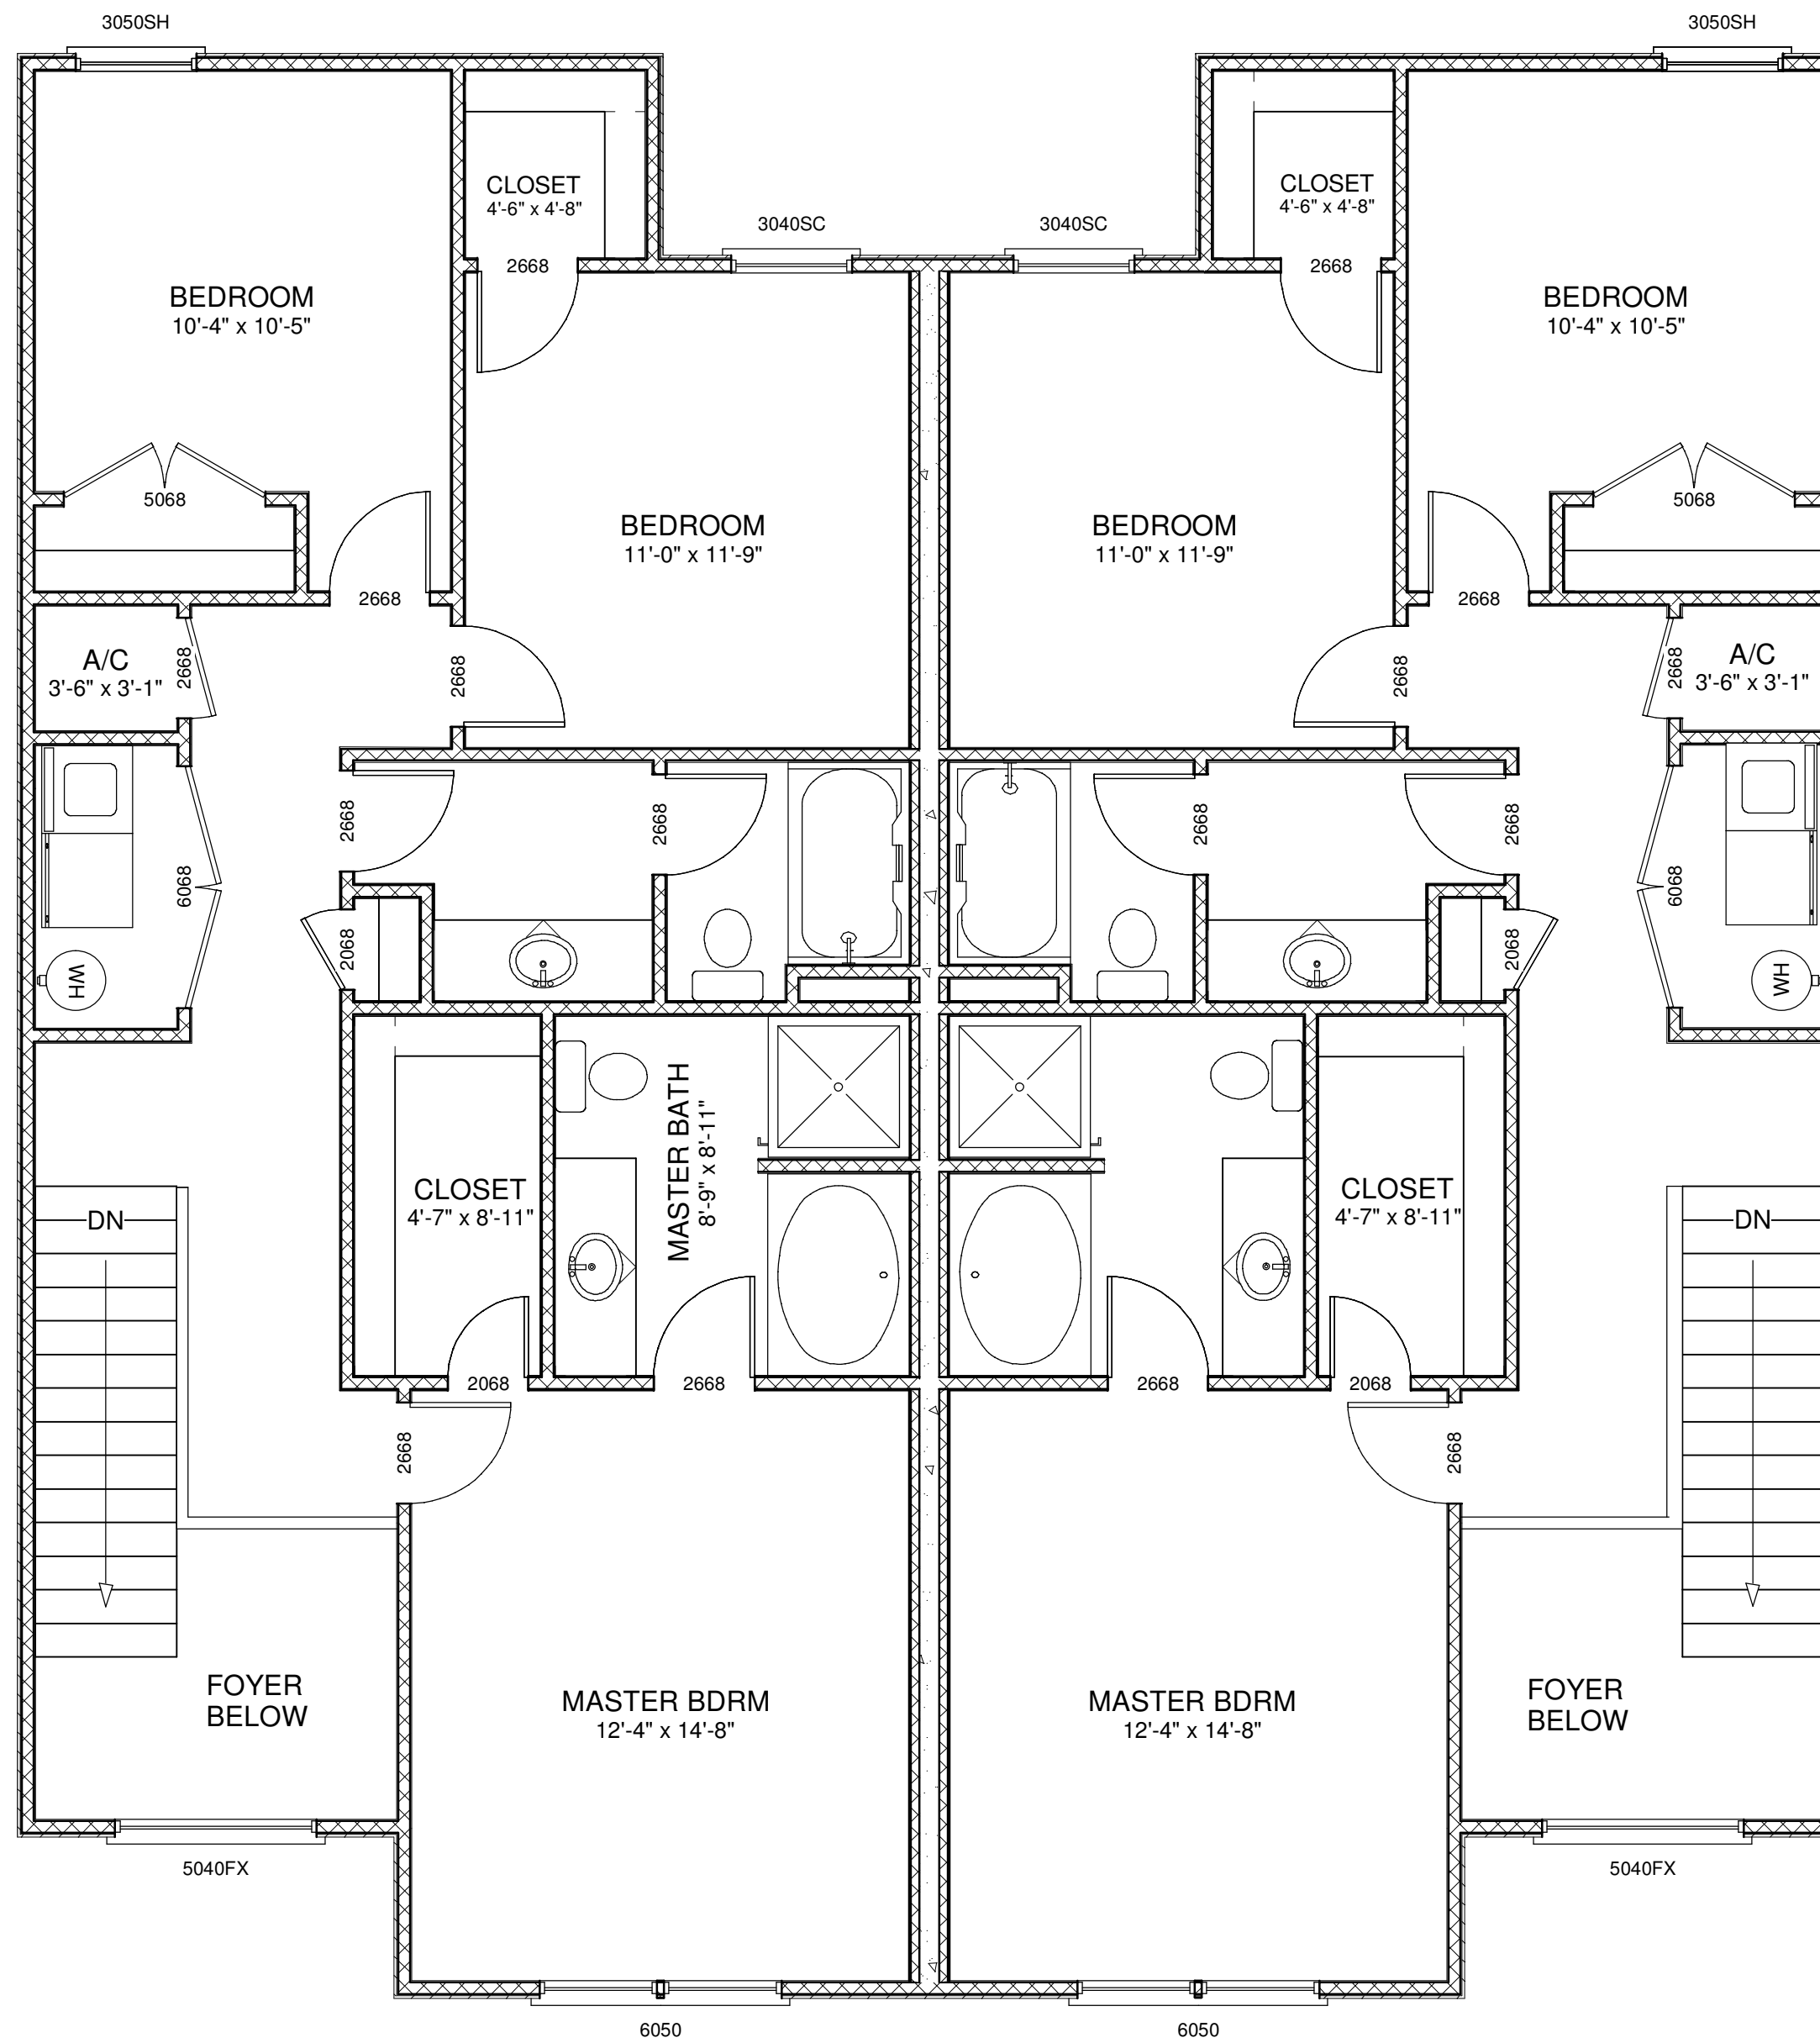 3050SH
3050SH
CLOSET
4'-6" x 4'-8"
CLOSET
4'-6" x 4'-8"
3040SC
3040SC
2668
2668
BEDROOM
10'-4" x 10'-5"
BEDROOM
10'-4" x 10'-5"
5068
5068
BEDROOM
11'-0" x 11'-9"
BEDROOM
11'-0" x 11'-9"
2668
2668
A/C
3'-6" x 3'-1"
2668
2668
2668
2668
A/C
3'-6" x 3'-1"
2668
2668
2668
2668
6068
6068
2068
2068
WH
WH
MASTER BATH
8'-9" x 8'-11"
CLOSET
4'-7" x 8'-11"
CLOSET
4'-7" x 8'-11"
DN
DN
2068
2668
2668
2068
2668
2668
FOYER
BELOW
MASTER BDRM
12'-4" x 14'-8"
MASTER BDRM
12'-4" x 14'-8"
FOYER
BELOW
5040FX
5040FX
6050
6050